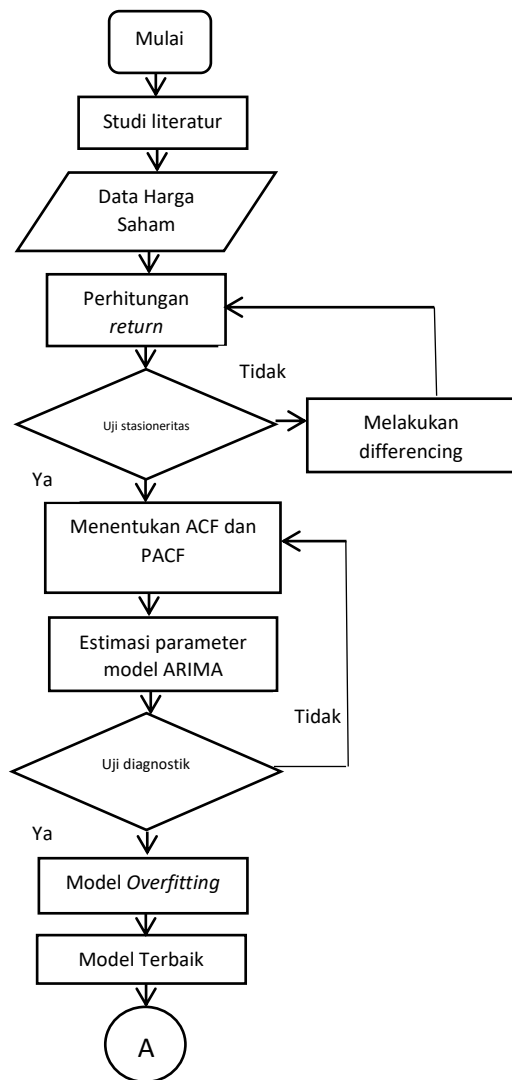 Mulai
Studi literatur
Data Harga
Saham
Perhitungan
return
Tidak
Uji stasioneritas
Melakukan
differencing
Ya
Menentukan ACF dan
PACF
Estimasi parameter
model ARIMA
Tidak
Uji diagnostik
Ya
Model Overfitting
Model Terbaik
A